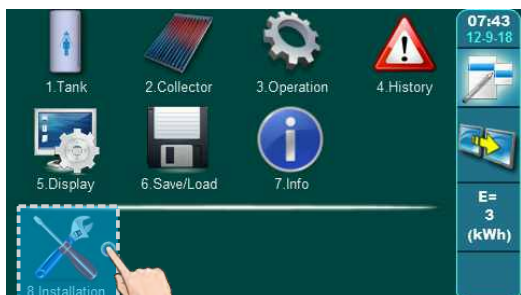 07:43
12-9-18
1.Tank
2.Collector
3.Operation
4.History
5.Display
6.Save/Load
7.Info
E=
3
(kWh)
8.Installation